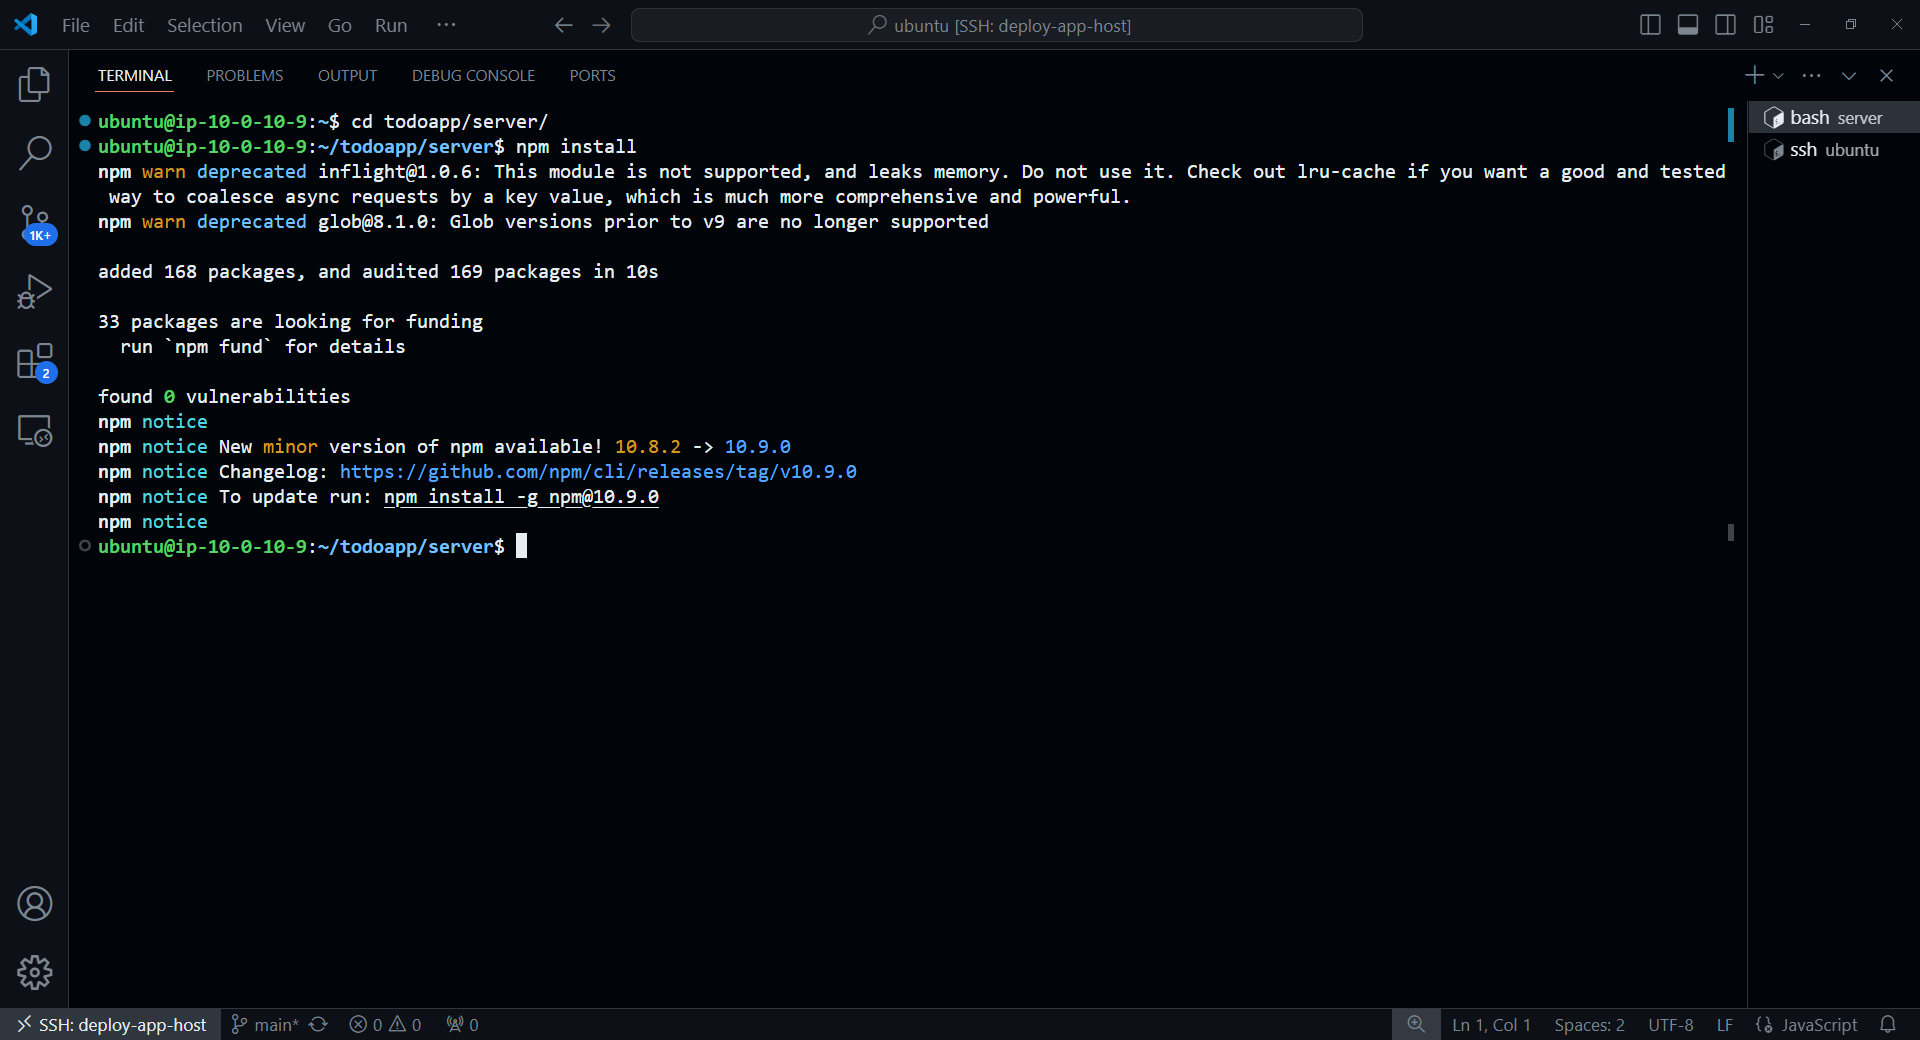 File Edit Selection View Go Run ···
ubuntu [SSH: deploy-app-host]
TERMINAL PROBLEMS OUTPUT DEBUG CONSOLE PORTS
ubuntu@ip-10-0-10-9:~$ cd todoapp/server/
ubuntu@ip-10-0-10-9:~/todoapp/server$ npm install
npm warn deprecated inflight@1.0.6: This module is not supported, and leaks memory. Do not use it. Check out lru-cache if you want a good and tested
way to coalesce async requests by a key value, which is much more comprehensive and powerful.
npm warn deprecated glob@8.1.0: Glob versions prior to v9 are no longer supported
added 168 packages, and audited 169 packages in 10s
33 packages are looking for funding
run `npm fund` for details
found 0 vulnerabilities
npm notice
npm notice New minor version of npm available! 10.8.2 -> 10.9.0
npm notice Changelog: https://github.com/npm/cli/releases/tag/v10.9.0
npm notice To update run: npm install -g npm@10.9.0
npm notice
ubuntu@ip-10-0-10-9:~/todoapp/server$
bash server
ssh ubuntu
1K+
2
SSH: deploy-app-host main* 0 0 0 Ln 1, Col 1 Spaces: 2 UTF-8 LF JavaScript